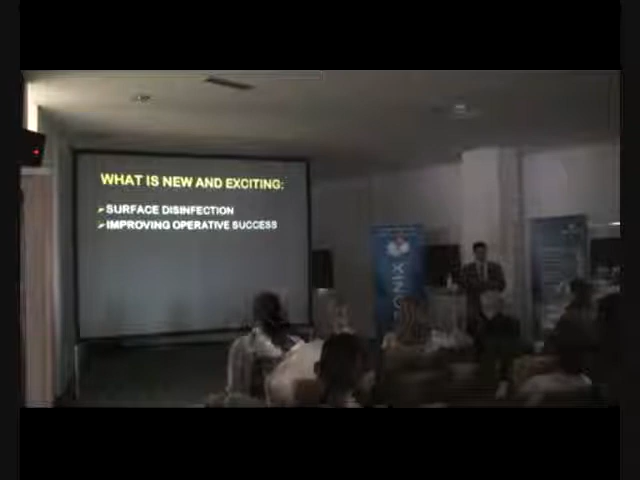 WHAT IS NEW AND EXCITING:
SURFACE DISINFECTION
IMPROVING OPERATIVE SUCCESS